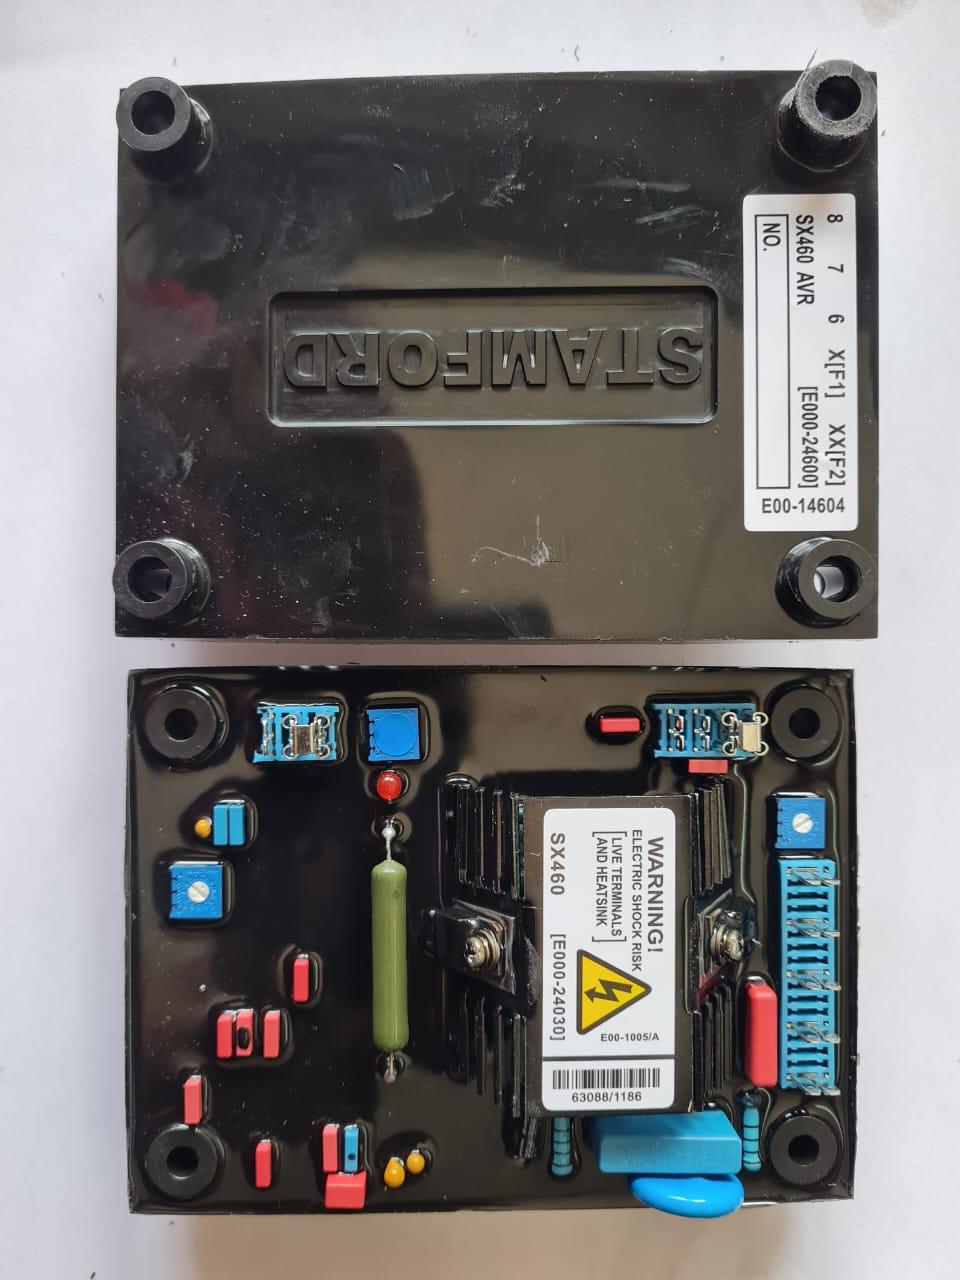 STAMFORD
8 7 6 X[F1] XX[F2]
SX460 AVR [E000-24600]
NO.
E00-14604
WARNING!
ELECTRIC SHOCK RISK
[LIVE TERMINALS]
[AND HEATSINK]
SX460 [E000-24030]
E00-1005/A
63088/1186